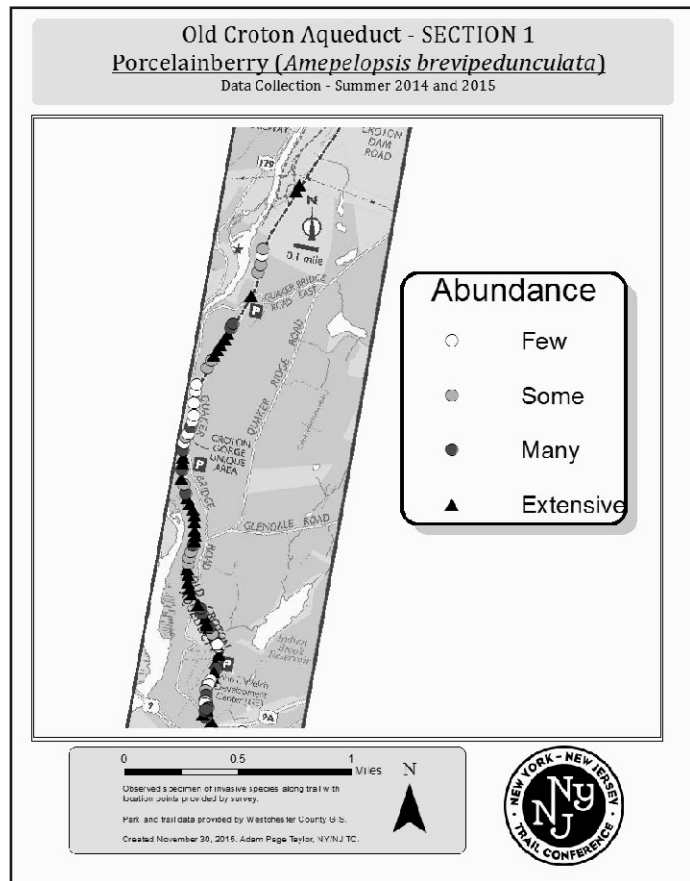 Old Croton Aqueduct - SECTION 1
Porcelainberry (Amepelopsis brevipedunculata)
Data Collection - Summer 2014 and 2015
CROTON
DAM
ROAD
129
N
0.1 mile
QUAKER BRIDGE
ROAD EAST
P
QUAKER RIDGE ROAD
QUAKER
CROTON
GORGE
UNIQUE
AREA
P
BRIDGE
ROAD
GLENDALE ROAD
OLD CROTON
Reservoir
P
Development
9
9A
Abundance
Few
Some
Many
Extensive
0 0.5 1
Miles
N
Observed specimen of invasive species along trail with
location points provided by survey.
Park and trail data provided by Westchester County GIS.
Created November 30, 2015. Adam Page Taylor, NY/NJ TC.
NEW YORK - NEW JERSEY
NY
NJ
TRAIL CONFERENCE